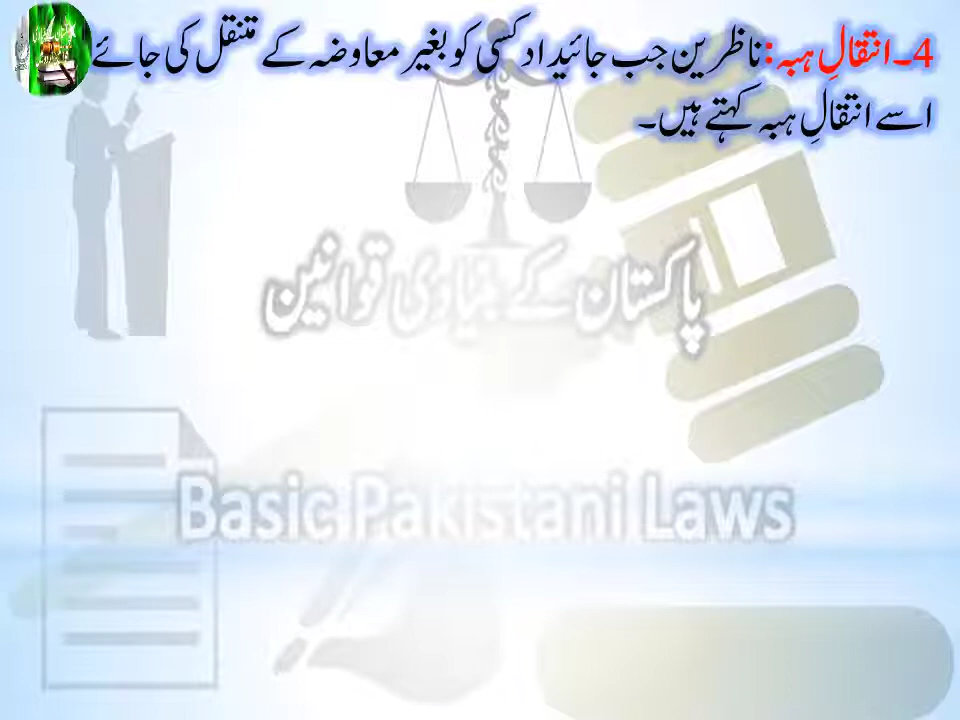 4۔انتقالِ ہبہ: ناظرین جب جائیداد کسی کو بغیر معاوضہ کے متنقل کی جائے
اسے انتقالِ ہبہ کہتے ہیں۔
پاکستان کے بنیادی قوانین
Basic Pakistani Laws